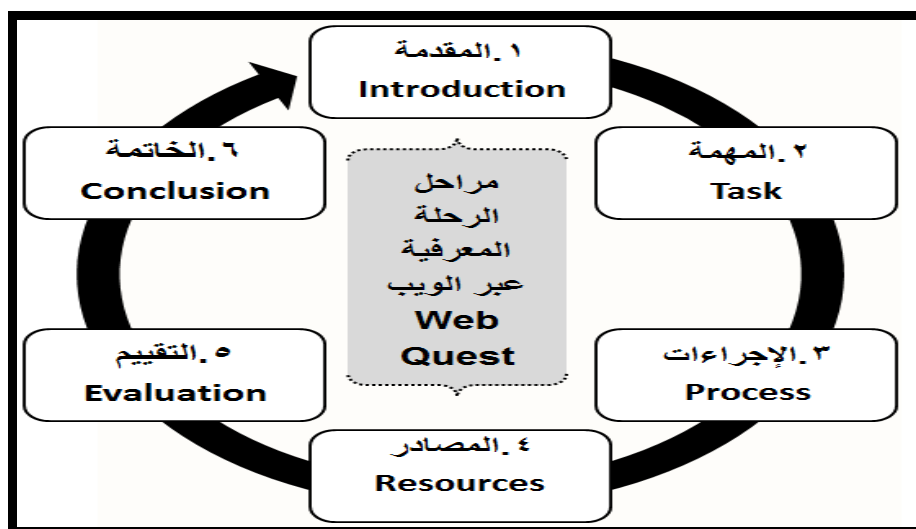 ١.المقدمة
Introduction
٢.المهمة
Task
٣.الإجراءات
Process
٤.المصادر
Resources
٥.التقييم
Evaluation
٦.الخاتمة
Conclusion
مراحل
الرحلة
المعرفية
عبر الويب
Web
Quest